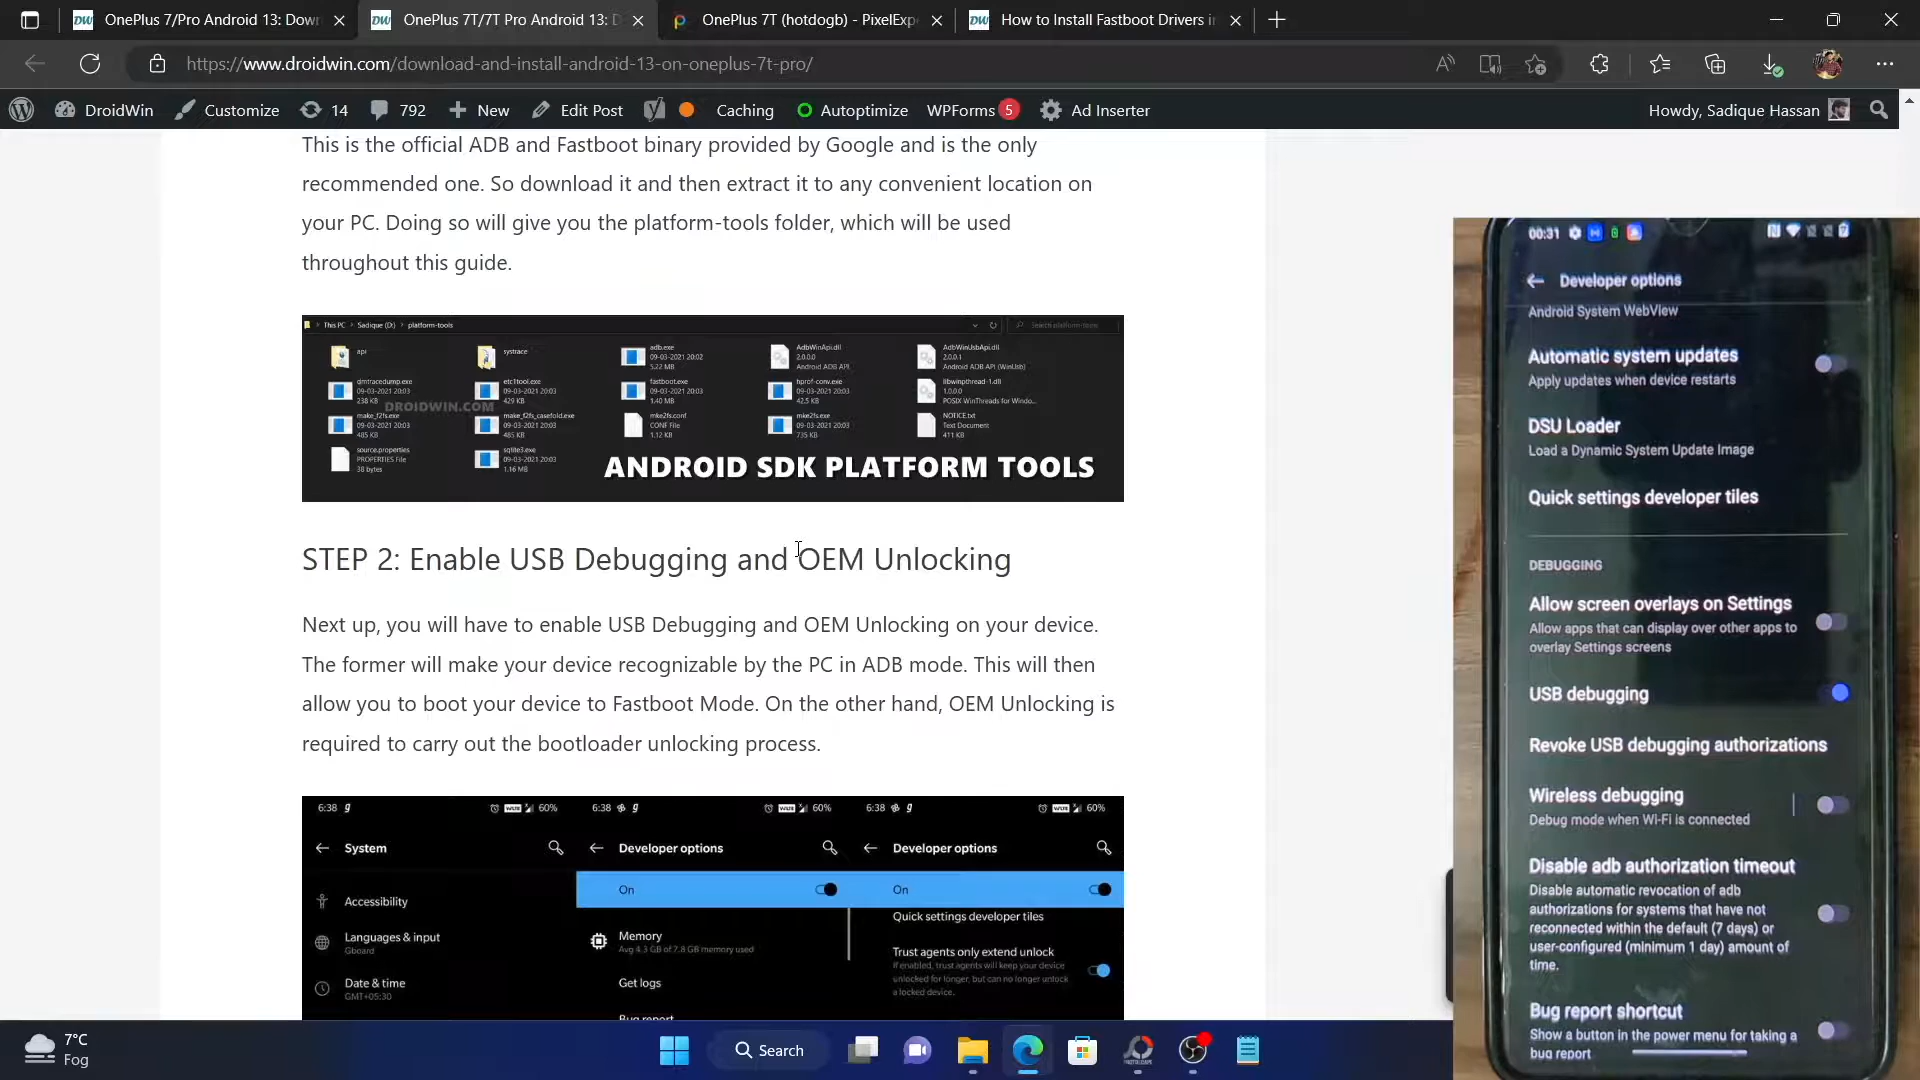 OnePlus 7/Pro Android 13: Dow
OnePlus 7T/7T Pro Android 13: D
OnePlus 7T (hotdogb) - PixelExp
How to Install Fastboot Drivers i
https://www.droidwin.com/download-and-install-android-13-on-oneplus-7t-pro/
DroidWin
Customize
14
792
New
Edit Post
Caching
Autoptimize
WPForms 5
Ad Inserter
Howdy, Sadique Hassan
This is the official ADB and Fastboot binary provided by Google and is the only
recommended one. So download it and then extract it to any convenient location on
your PC. Doing so will give you the platform-tools folder, which will be used
throughout this guide.
This PC > Sadique (D:) > platform-tools
Search platform-tools
api
systrace
adb.exe
09-03-2021 20:02
5.22 MB
AdbWinApi.dll
2.0.0.0
Android ADB API
AdbWinUsbApi.dll
2.0.0.1
Android ADB API (WinUsb)
dmtracedump.exe
09-03-2021 20:03
238 KB
etc1tool.exe
09-03-2021 20:03
429 KB
fastboot.exe
09-03-2021 20:03
1.40 MB
hprof-conv.exe
09-03-2021 20:03
42.5 KB
libwinpthread-1.dll
1.0.0.0
POSIX WinThreads for Windo...
DROIDWIN.COM
make_f2fs.exe
09-03-2021 20:03
485 KB
make_f2fs_casefold.exe
09-03-2021 20:03
485 KB
mke2fs.conf
CONF File
1.12 KB
mke2fs.exe
09-03-2021 20:03
735 KB
NOTICE.txt
Text Document
411 KB
source.properties
PROPERTIES File
38 bytes
sqlite3.exe
09-03-2021 20:03
1.16 MB
ANDROID SDK PLATFORM TOOLS
STEP 2: Enable USB Debugging and OEM Unlocking
Next up, you will have to enable USB Debugging and OEM Unlocking on your device.
The former will make your device recognizable by the PC in ADB mode. This will then
allow you to boot your device to Fastboot Mode. On the other hand, OEM Unlocking is
required to carry out the bootloader unlocking process.
6:38
60%
System
Accessibility
Languages & input
Gboard
Date & time
GMT+05:30
6:38
60%
Developer options
On
Memory
Avg 4.3 GB of 7.8 GB memory used
Get logs
Bug report
6:38
60%
Developer options
On
Quick settings developer tiles
Trust agents only extend unlock
If enabled, trust agents will keep your device
unlocked for longer, but can no longer unlock
a locked device.
00:31
Developer options
Android System WebView
Automatic system updates
Apply updates when device restarts
DSU Loader
Load a Dynamic System Update Image
Quick settings developer tiles
DEBUGGING
Allow screen overlays on Settings
Allow apps that can display over other apps to
overlay Settings screens
USB debugging
Revoke USB debugging authorizations
Wireless debugging
Debug mode when Wi-Fi is connected
Disable adb authorization timeout
Disable automatic revocation of adb
authorizations for systems that have not
reconnected within the default (7 days) or
user-configured (minimum 1 day) amount of
time.
Bug report shortcut
Show a button in the power menu for taking a
bug report
7°C
Fog
Search